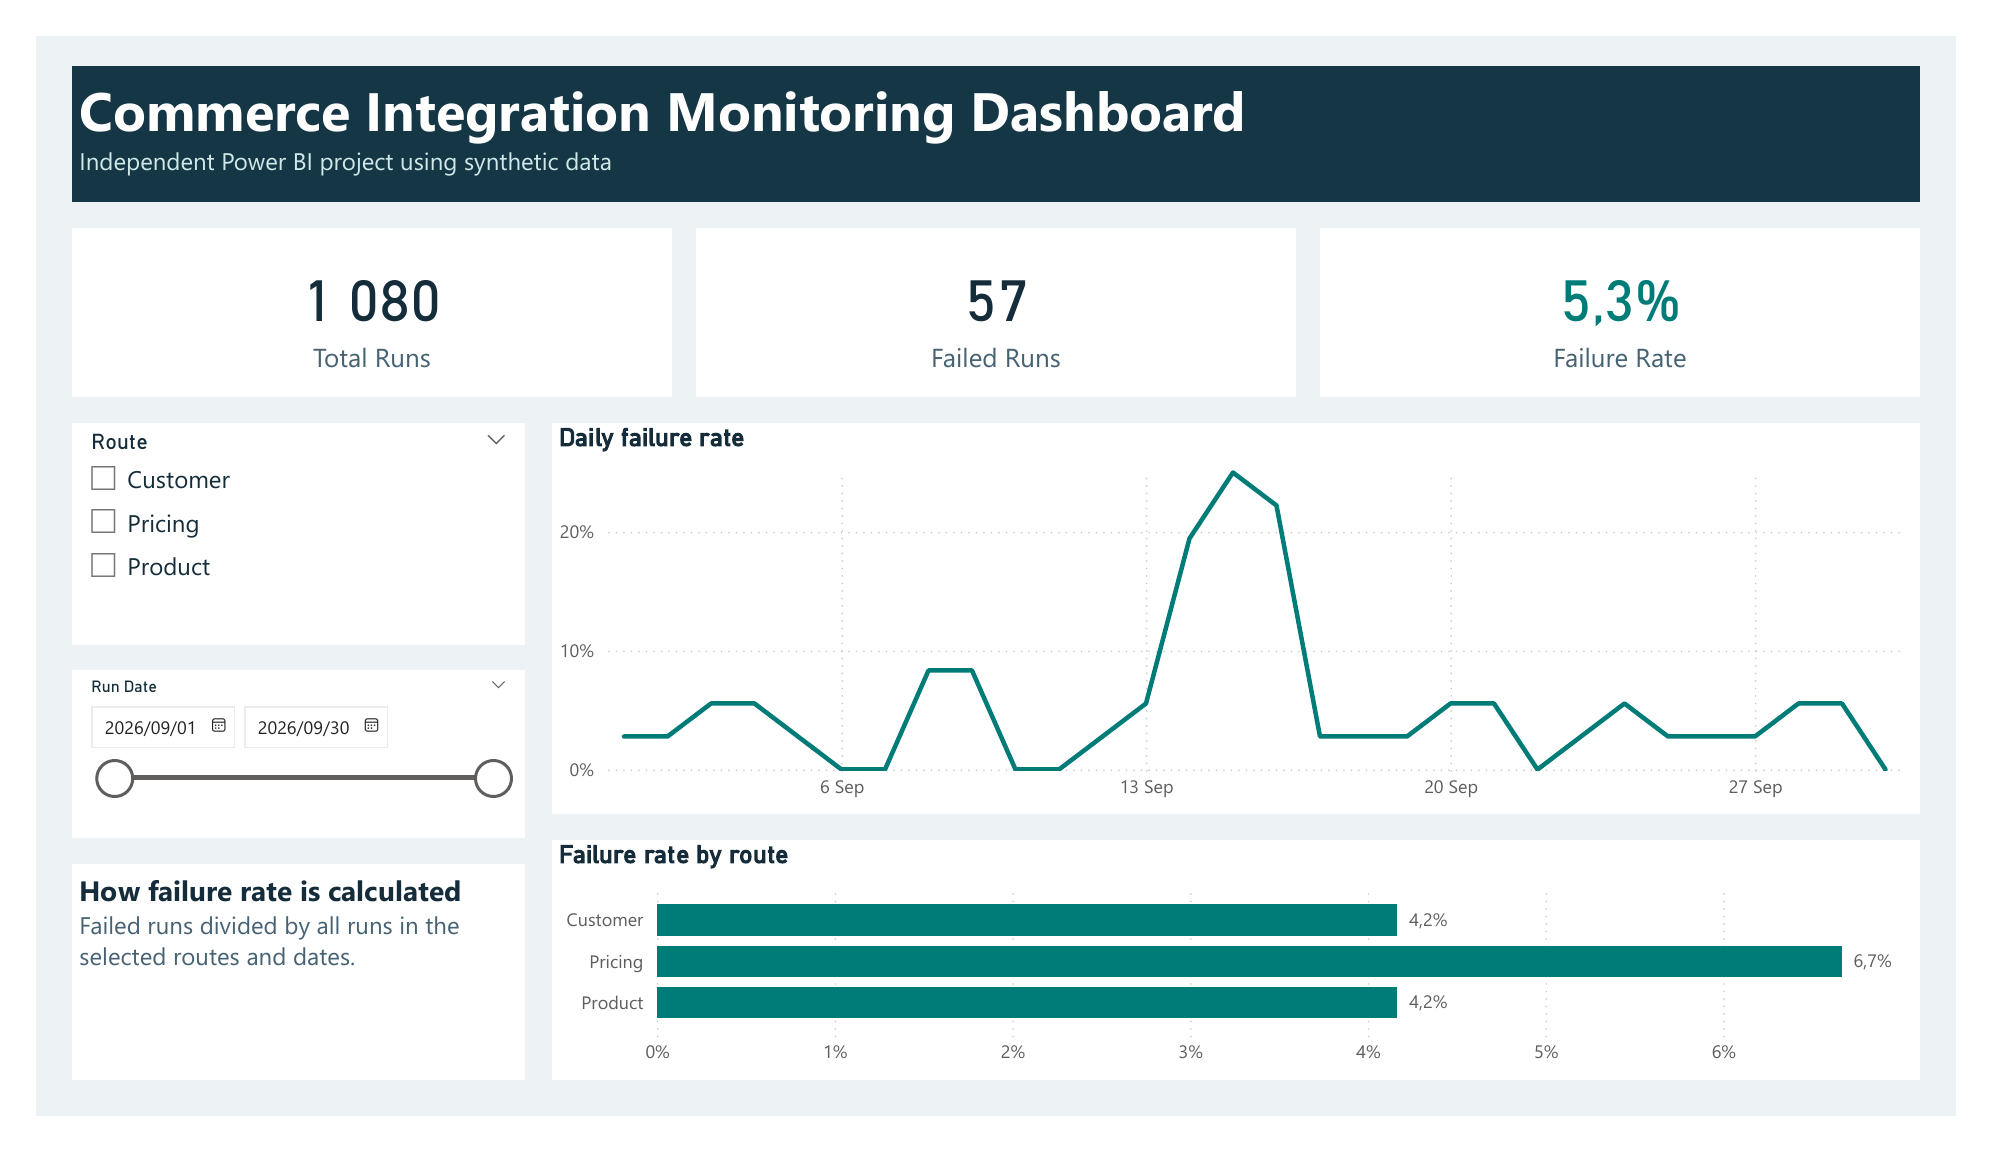 Commerce Integration Monitoring Dashboard
Independent Power BI project using synthetic data
1 080
Total Runs
57
Failed Runs
5,3%
Failure Rate
Route
Customer
Pricing
Product
Run Date
2026/09/01
2026/09/30
How failure rate is calculated
Failed runs divided by all runs in the
selected routes and dates.
Daily failure rate
20%
10%
0%
6 Sep
13 Sep
20 Sep
27 Sep
Failure rate by route
Customer
4,2%
Pricing
6,7%
Product
4,2%
0%
1%
2%
3%
4%
5%
6%